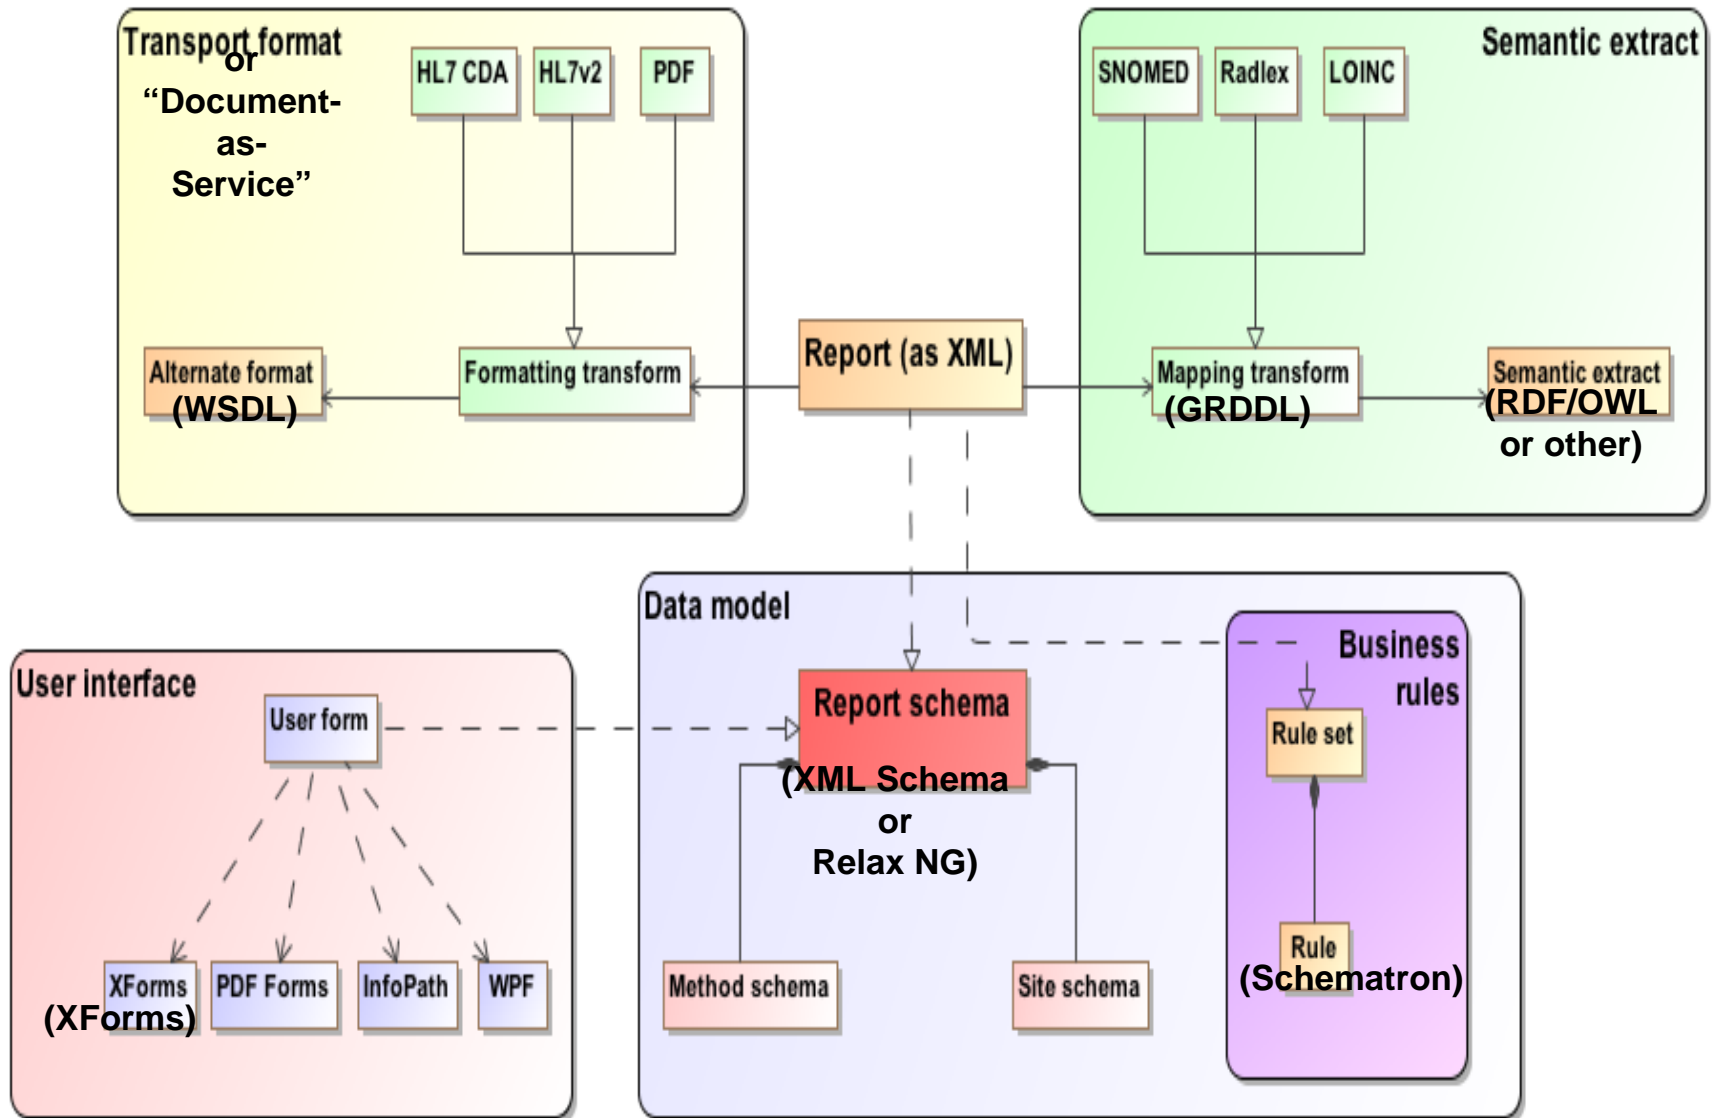 Transport format
or
“Document-
as-
Service”
HL7 CDA
HL7v2
PDF
Alternate format
(WSDL)
Formatting transform
Report (as XML)
Semantic extract
SNOMED
Radlex
LOINC
Mapping transform
(GRDDL)
Semantic extract
(RDF/OWL
or other)
User interface
User form
XForms
(XForms)
PDF Forms
InfoPath
WPF
Data model
Report schema
(XML Schema
or
Relax NG)
Method schema
Site schema
Business
rules
Rule set
Rule
(Schematron)